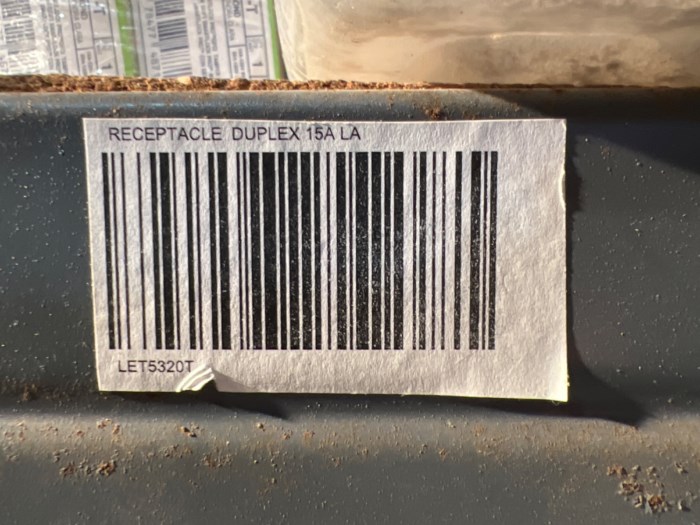 RECEPTACLE DUPLEX 15A LA
LET5320T